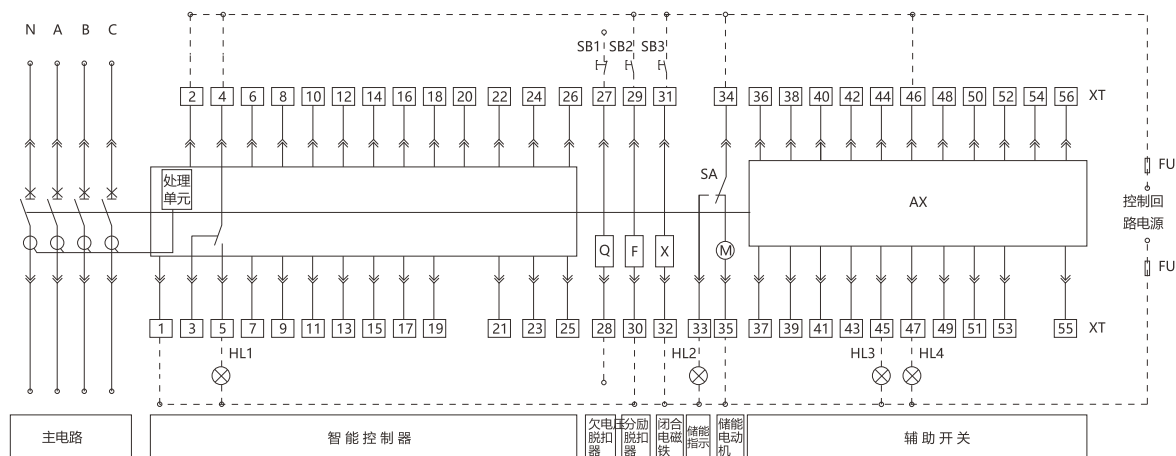 N A B C
SB1 SB2 SB3
2 4 6 8 10 12 14 16 18 20 22 24 26 27 29 31 34 36 38 40 42 44 46 48 50 52 54 56 XT
FU
处理
单元
SA
AX
控制回
路电源
Q F X M
FU
1 3 5 7 9 11 13 15 17 19 21 23 25 28 30 32 33 35 37 39 41 43 45 47 49 51 53 55 XT
HL1 HL2 HL3 HL4
主电路
智能控制器
欠电压
脱扣
器
分励
脱扣
器
闭合
电磁
铁
储能
指示
储能
电动
机
辅助开关